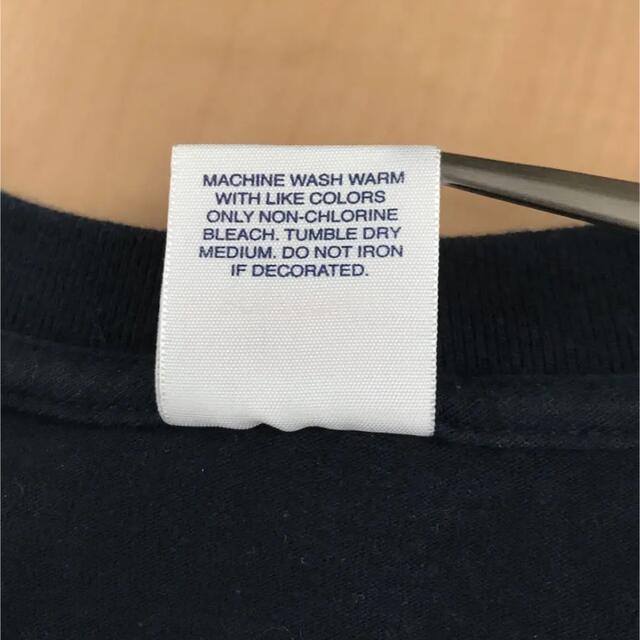 MACHINE WASH WARM
WITH LIKE COLORS
ONLY NON-CHLORINE
BLEACH. TUMBLE DRY
MEDIUM. DO NOT IRON
IF DECORATED.